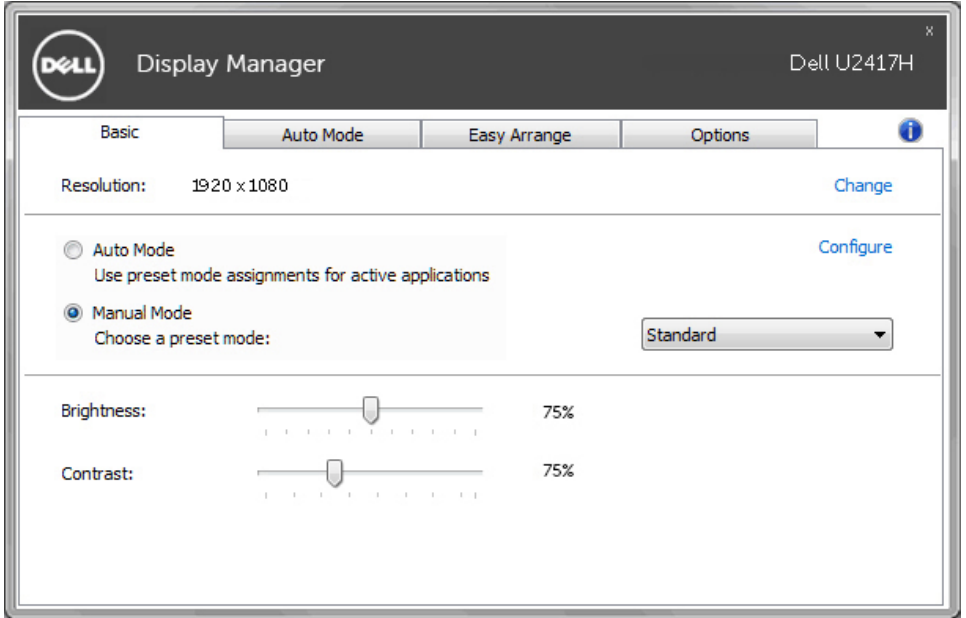 x
DELL Display Manager Dell U2417H
Basic Auto Mode Easy Arrange Options i
Resolution: 1920 x 1080 Change
Auto Mode Configure
Use preset mode assignments for active applications
Manual Mode
Choose a preset mode: Standard
Brightness: 75%
Contrast: 75%